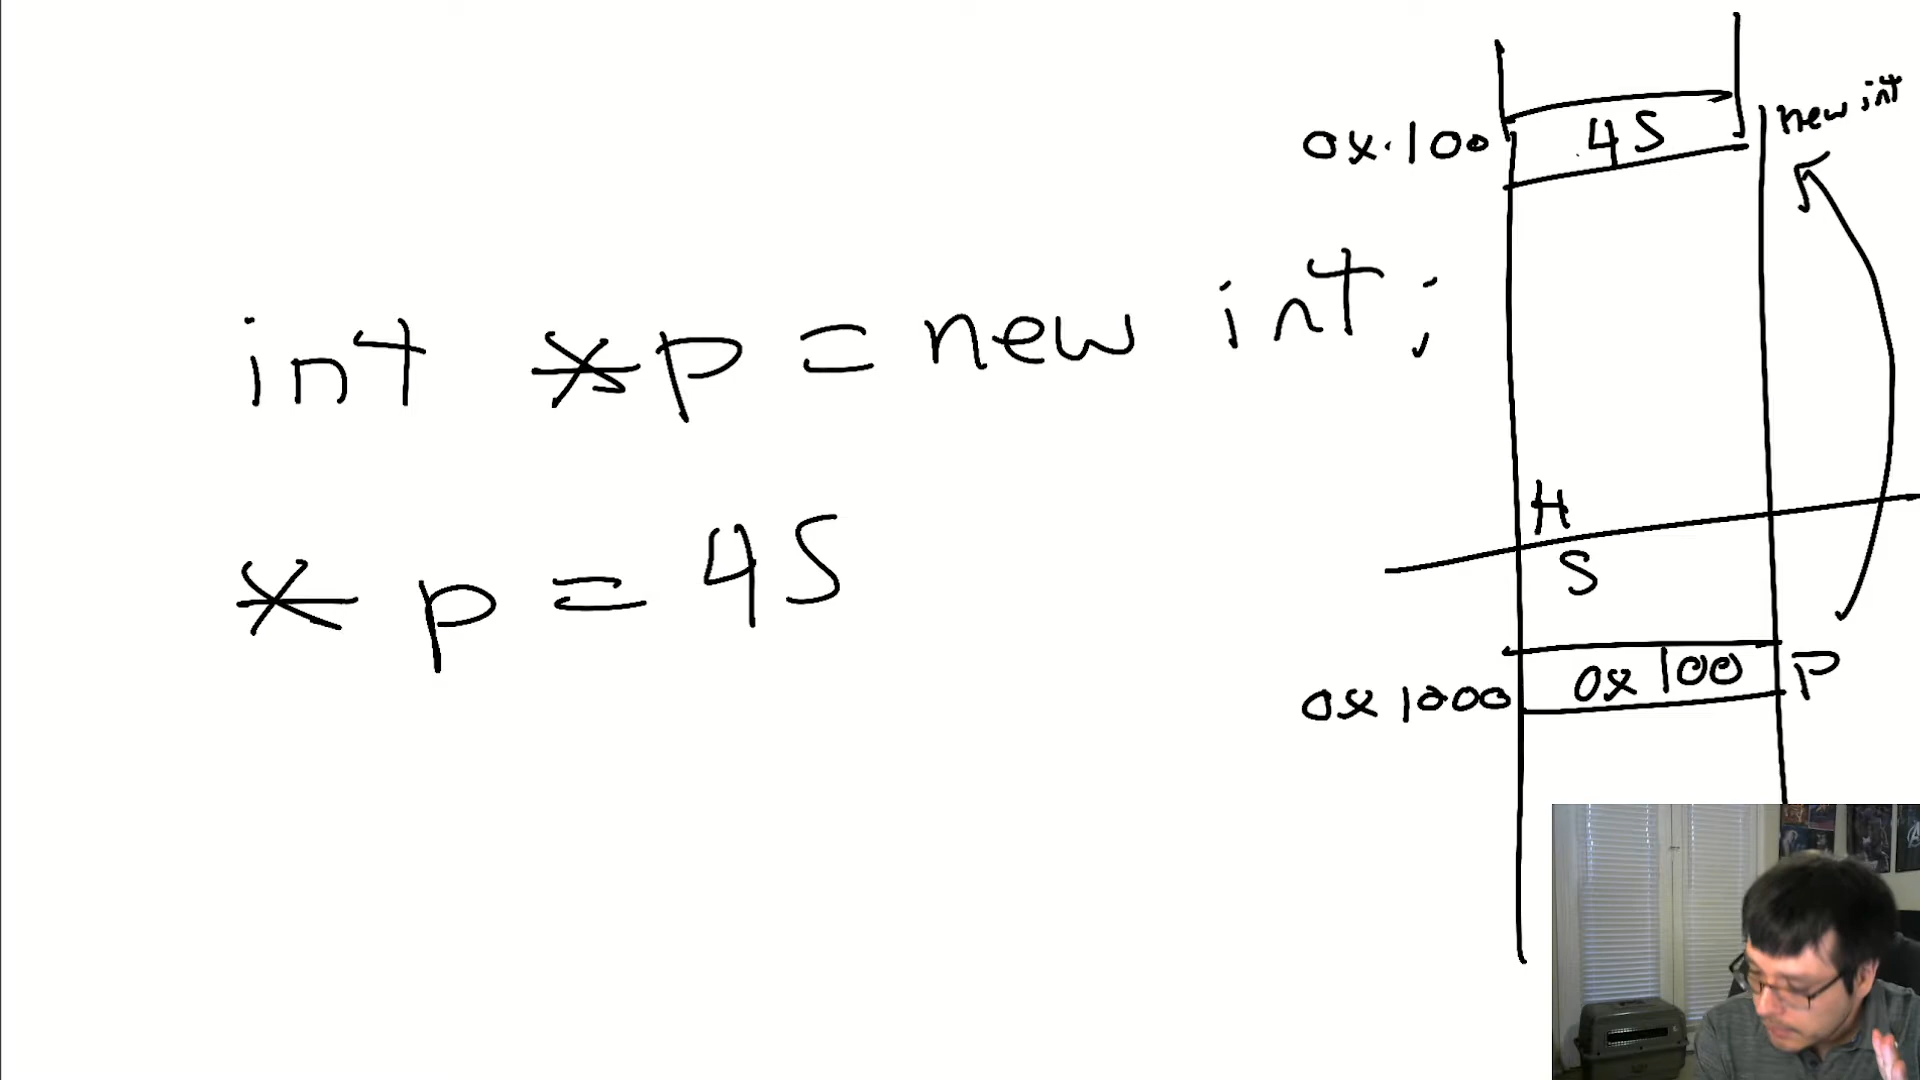 int *p = new int;
* p = 45
0x100
45
new int
H
S
0x1000
0x100
P